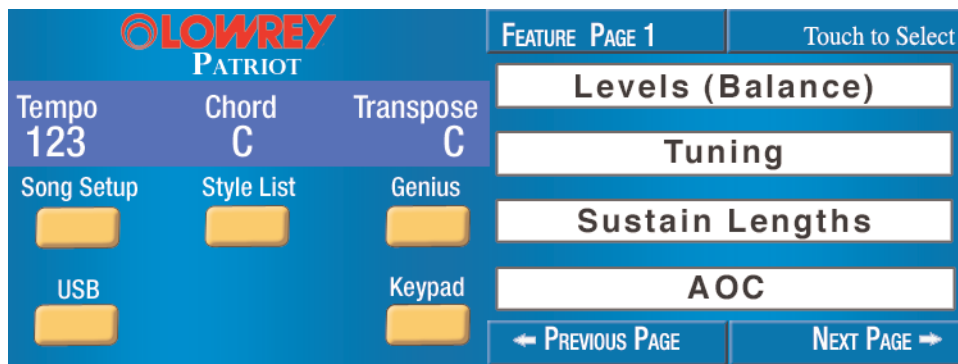 LOWREY
PATRIOT
Tempo Chord Transpose
123 C C
Song Setup Style List Genius
USB Keypad
FEATURE PAGE 1 Touch to Select
Levels (Balance)
Tuning
Sustain Lengths
AOC
PREVIOUS PAGE NEXT PAGE